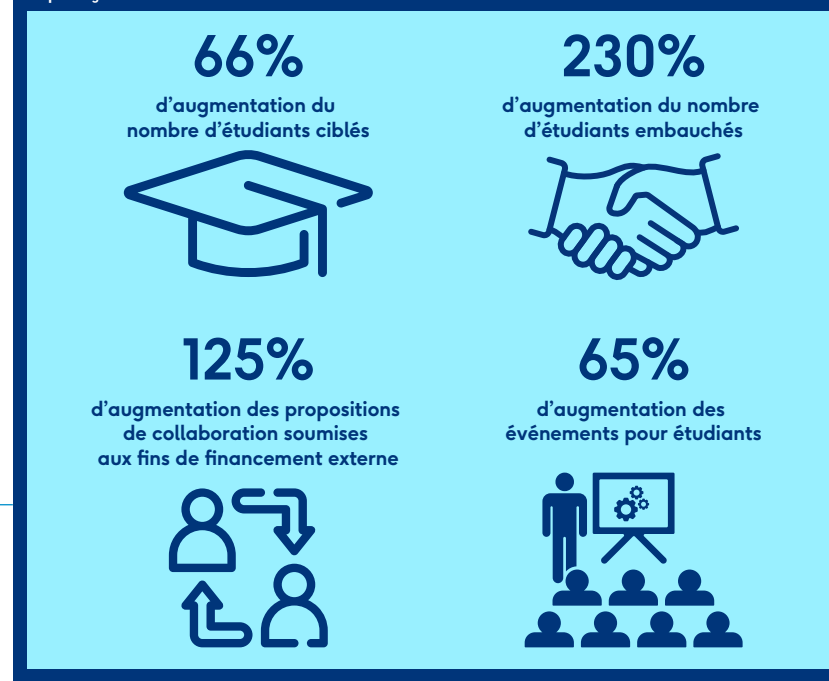 66%
d'augmentation du
nombre d'étudiants ciblés
230%
d'augmentation du nombre
d'étudiants embauchés
125%
d'augmentation des propositions
de collaboration soumises
aux fins de financement externe
65%
d'augmentation des
événements pour étudiants